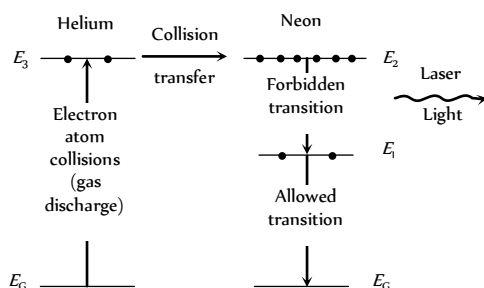 Helium
Collision
transfer
Neon
E3
E2
Electron
atom
collisions
(gas
discharge)
Forbidden
transition
Laser
Light
E1
Allowed
transition
EG
EG